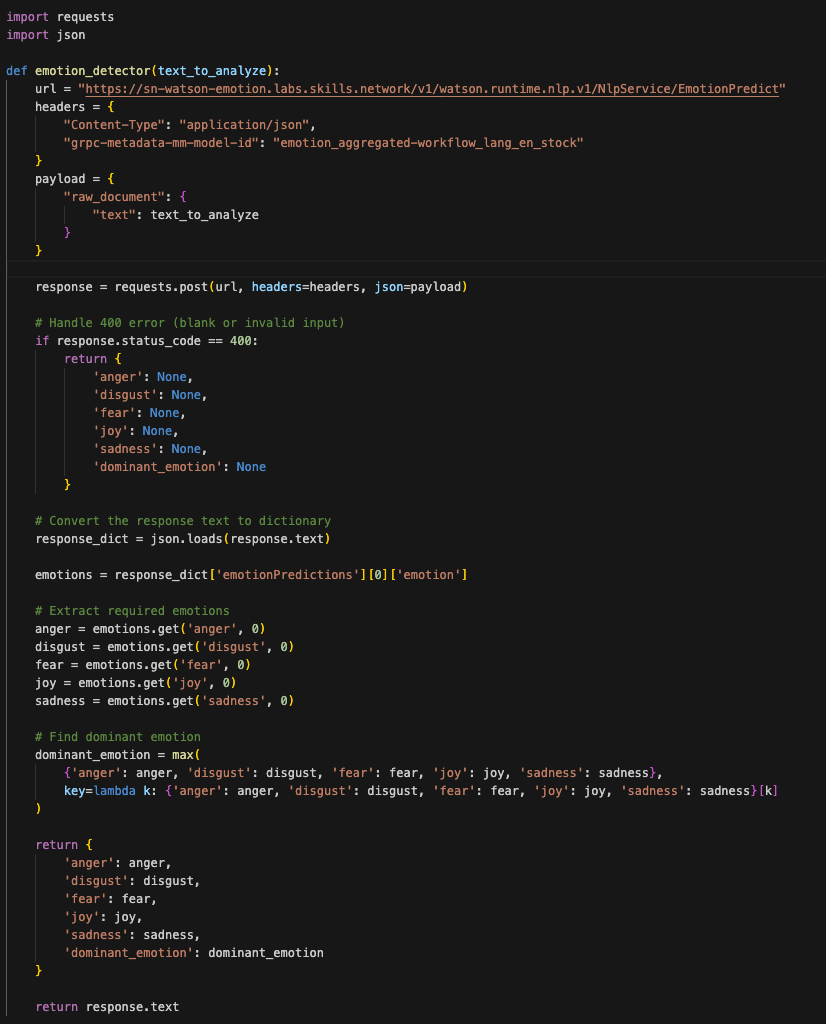 import requests
import json

def emotion_detector(text_to_analyze):
    url = "https://sn-watson-emotion.labs.skills.network/v1/watson.runtime.nlp.v1/NlpService/EmotionPredict"
    headers = {
        "Content-Type": "application/json",
        "grpc-metadata-mm-model-id": "emotion_aggregated-workflow_lang_en_stock"
    }
    payload = {
        "raw_document": {
            "text": text_to_analyze
        }
    }

    response = requests.post(url, headers=headers, json=payload)

    # Handle 400 error (blank or invalid input)
    if response.status_code == 400:
        return {
            'anger': None,
            'disgust': None,
            'fear': None,
            'joy': None,
            'sadness': None,
            'dominant_emotion': None
        }

    # Convert the response text to dictionary
    response_dict = json.loads(response.text)

    emotions = response_dict['emotionPredictions'][0]['emotion']

    # Extract required emotions
    anger = emotions.get('anger', 0)
    disgust = emotions.get('disgust', 0)
    fear = emotions.get('fear', 0)
    joy = emotions.get('joy', 0)
    sadness = emotions.get('sadness', 0)

    # Find dominant emotion
    dominant_emotion = max(
        {'anger': anger, 'disgust': disgust, 'fear': fear, 'joy': joy, 'sadness': sadness},
        key=lambda k: {'anger': anger, 'disgust': disgust, 'fear': fear, 'joy': joy, 'sadness': sadness}[k]
    )

    return {
        'anger': anger,
        'disgust': disgust,
        'fear': fear,
        'joy': joy,
        'sadness': sadness,
        'dominant_emotion': dominant_emotion
    }

    return response.text